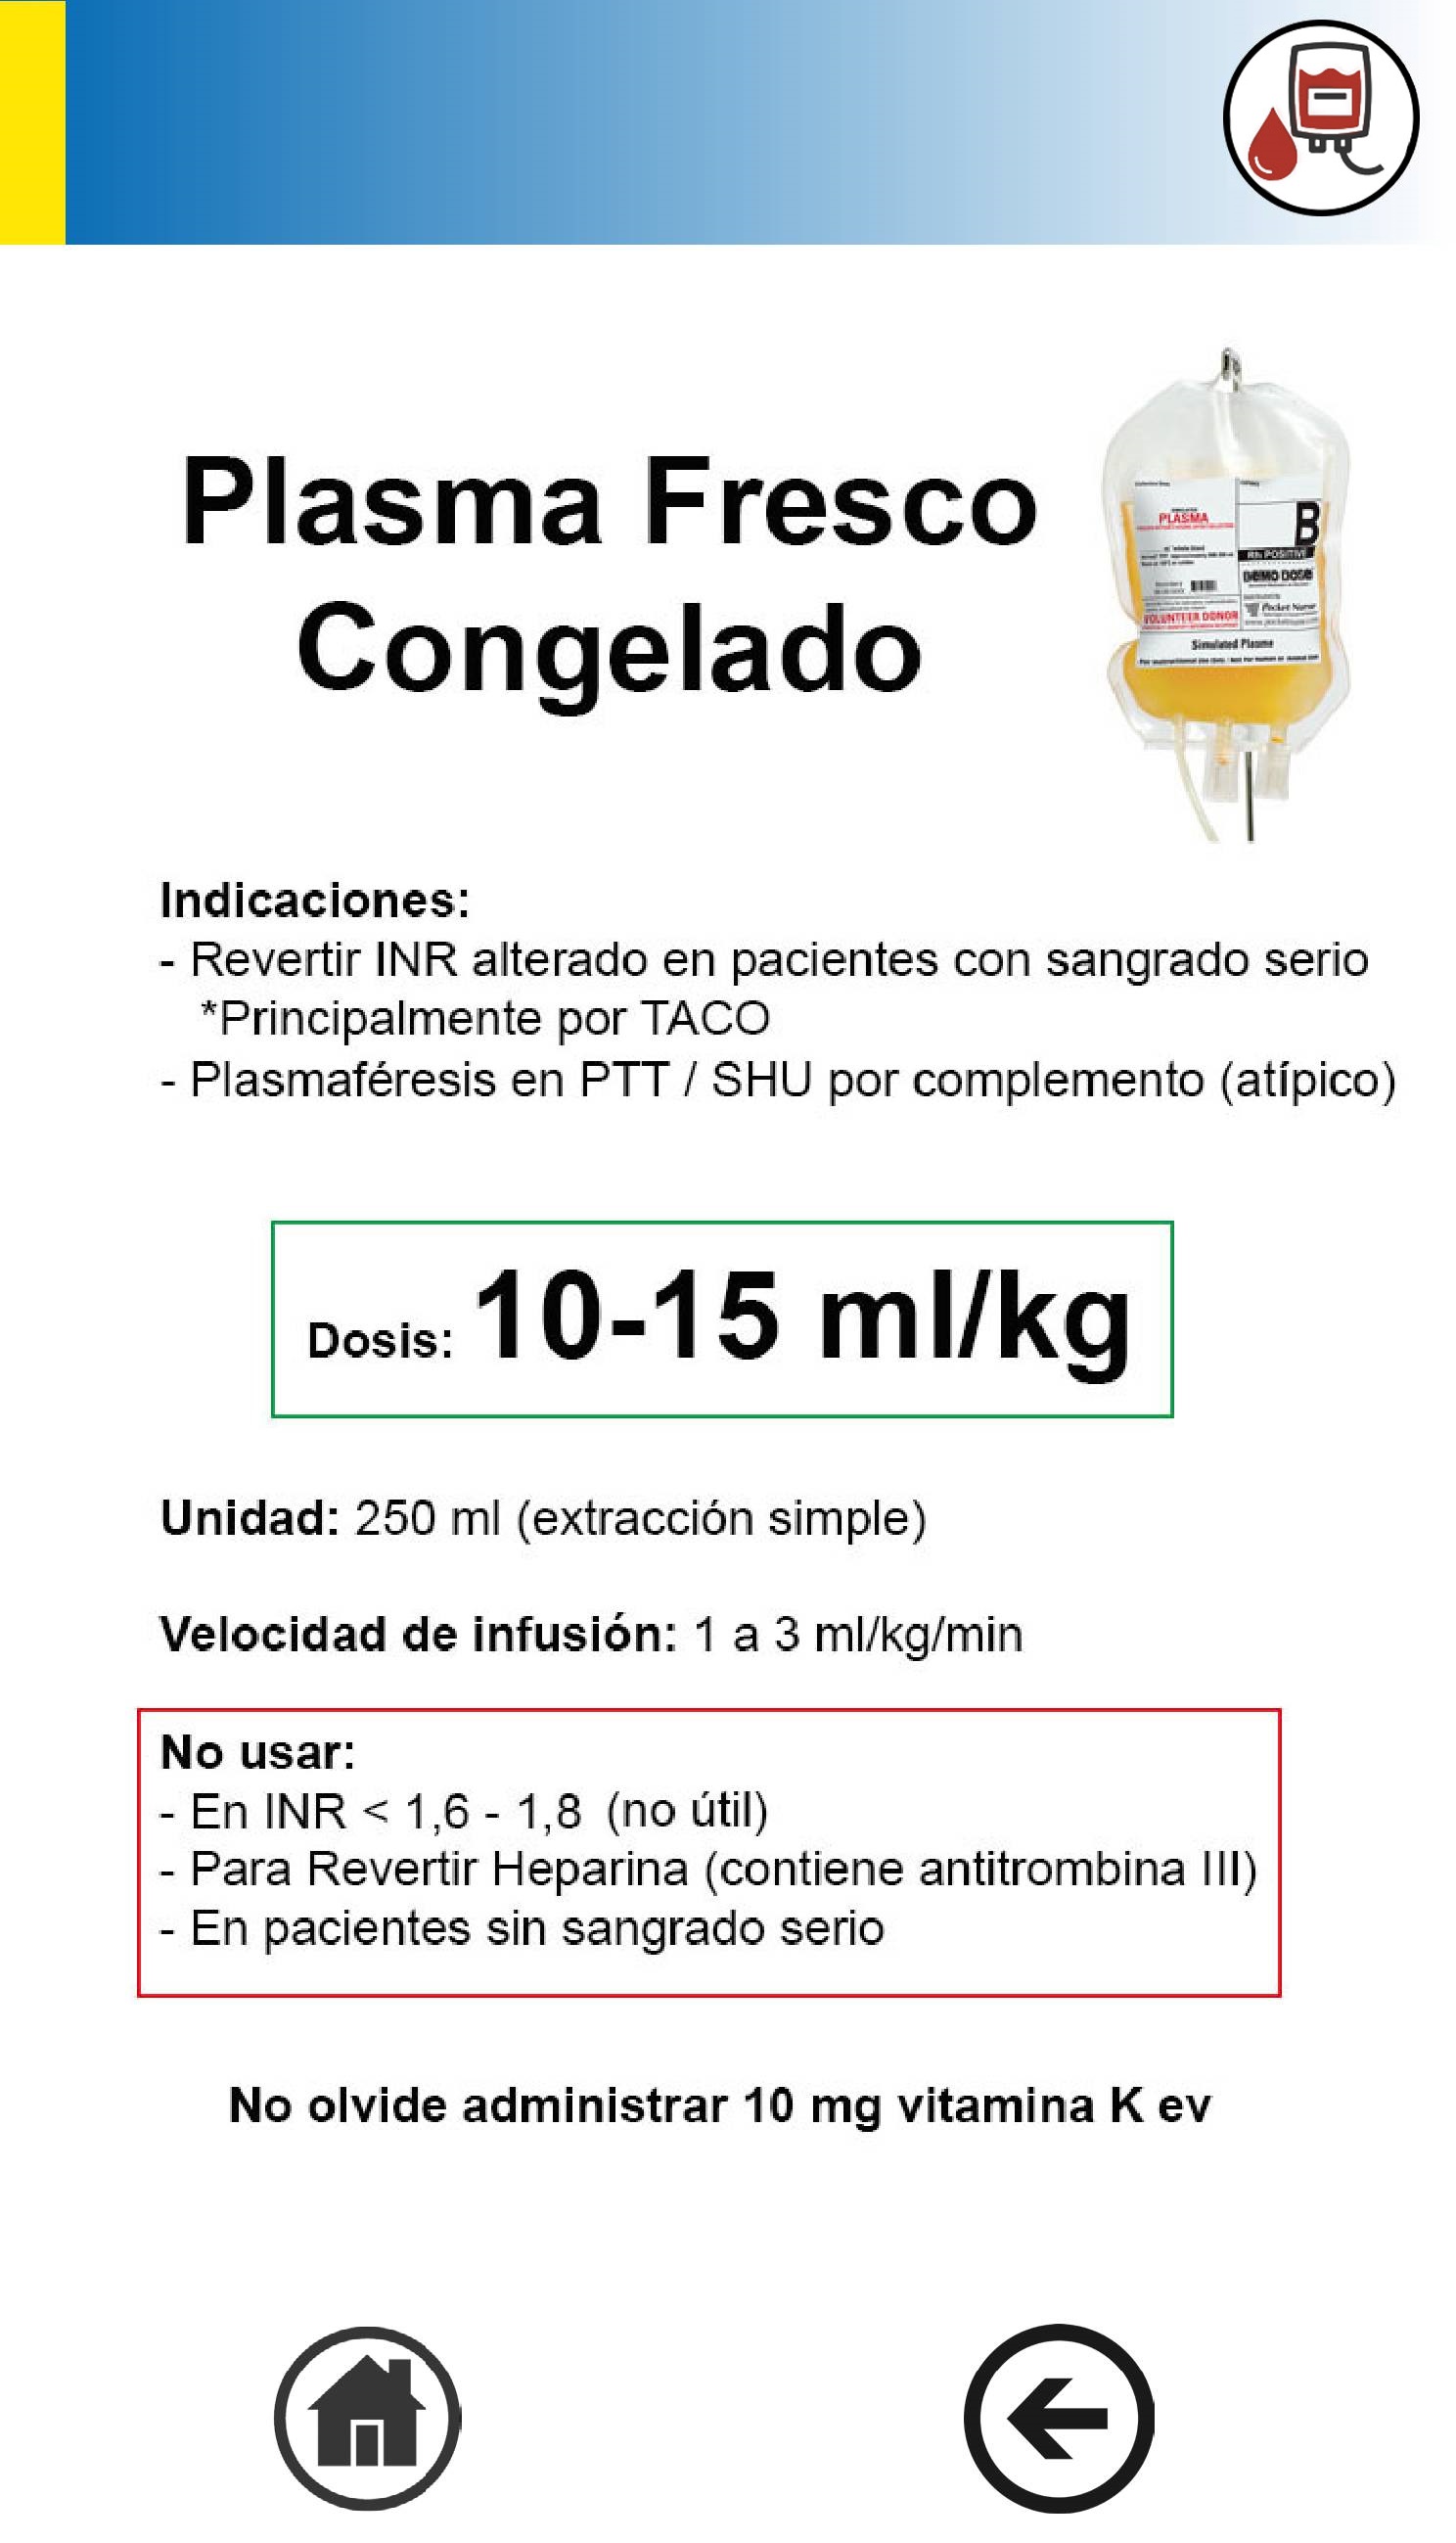 Plasma Fresco
Congelado
PLASMA
B
Rh POSITIVE
DEMO DOSE
Pocket Nurse
VOLUNTEER DONOR
Simulated Plasma
Indicaciones:
- Revertir INR alterado en pacientes con sangrado serio
*Principalmente por TACO
- Plasmaféresis en PTT / SHU por complemento (atípico)
Dosis: 10-15 ml/kg
Unidad: 250 ml (extracción simple)
Velocidad de infusión: 1 a 3 ml/kg/min
No usar:
- En INR < 1,6 - 1,8 (no útil)
- Para Revertir Heparina (contiene antitrombina III)
- En pacientes sin sangrado serio
No olvide administrar 10 mg vitamina K ev